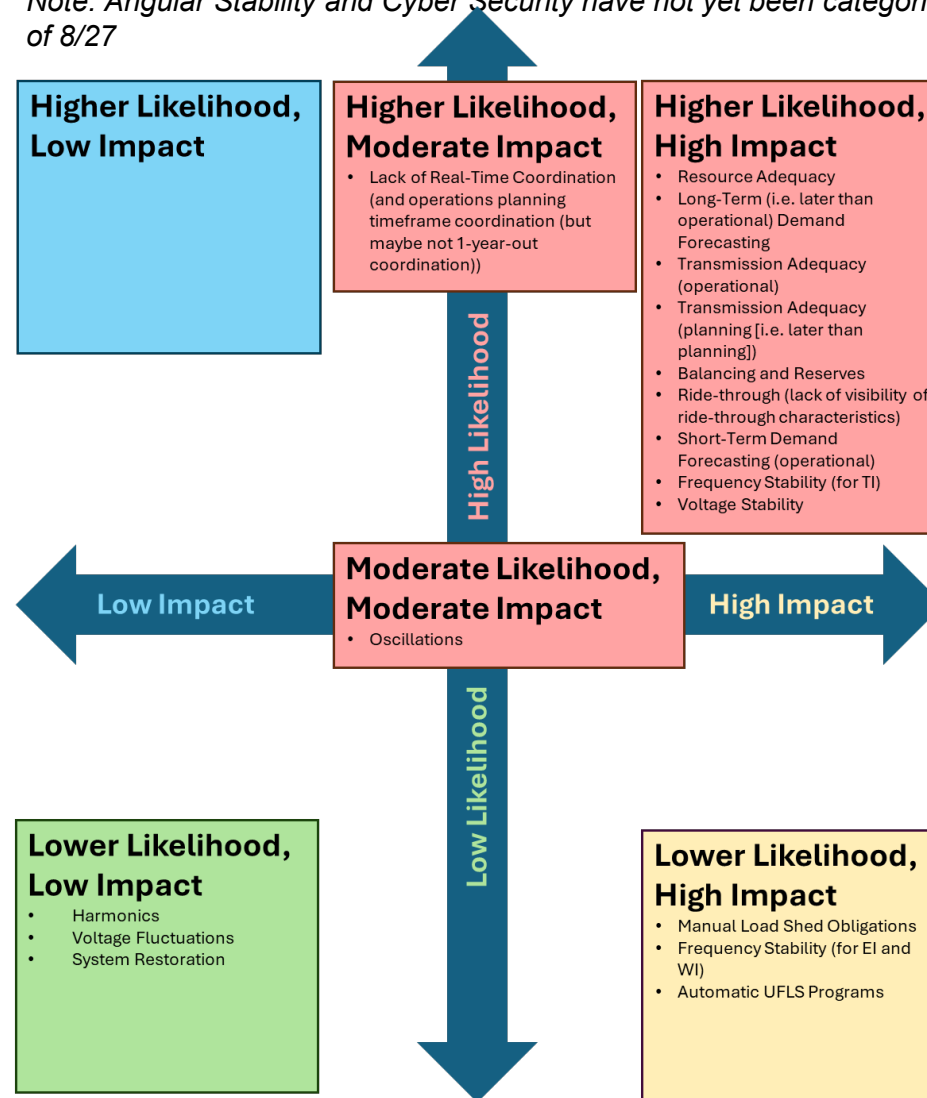 Note: Angular Stability and Cyber Security have not yet been categori
of 8/27
Higher Likelihood,
Low Impact
Higher Likelihood,
Moderate Impact
• Lack of Real-Time Coordination
(and operations planning
timeframe coordination (but
maybe not 1-year-out
coordination))
Higher Likelihood,
High Impact
• Resource Adequacy
• Long-Term (i.e. later than
operational) Demand
Forecasting
• Transmission Adequacy
(operational)
• Transmission Adequacy
(planning [i.e. later than
planning])
• Balancing and Reserves
• Ride-through (lack of visibility of
ride-through characteristics)
• Short-Term Demand
Forecasting (operational)
• Frequency Stability (for TI)
• Voltage Stability
High Likelihood
Low Impact
Moderate Likelihood,
Moderate Impact
• Oscillations
High Impact
Low Likelihood
Lower Likelihood,
Low Impact
• Harmonics
• Voltage Fluctuations
• System Restoration
Lower Likelihood,
High Impact
• Manual Load Shed Obligations
• Frequency Stability (for EI and
WI)
• Automatic UFLS Programs